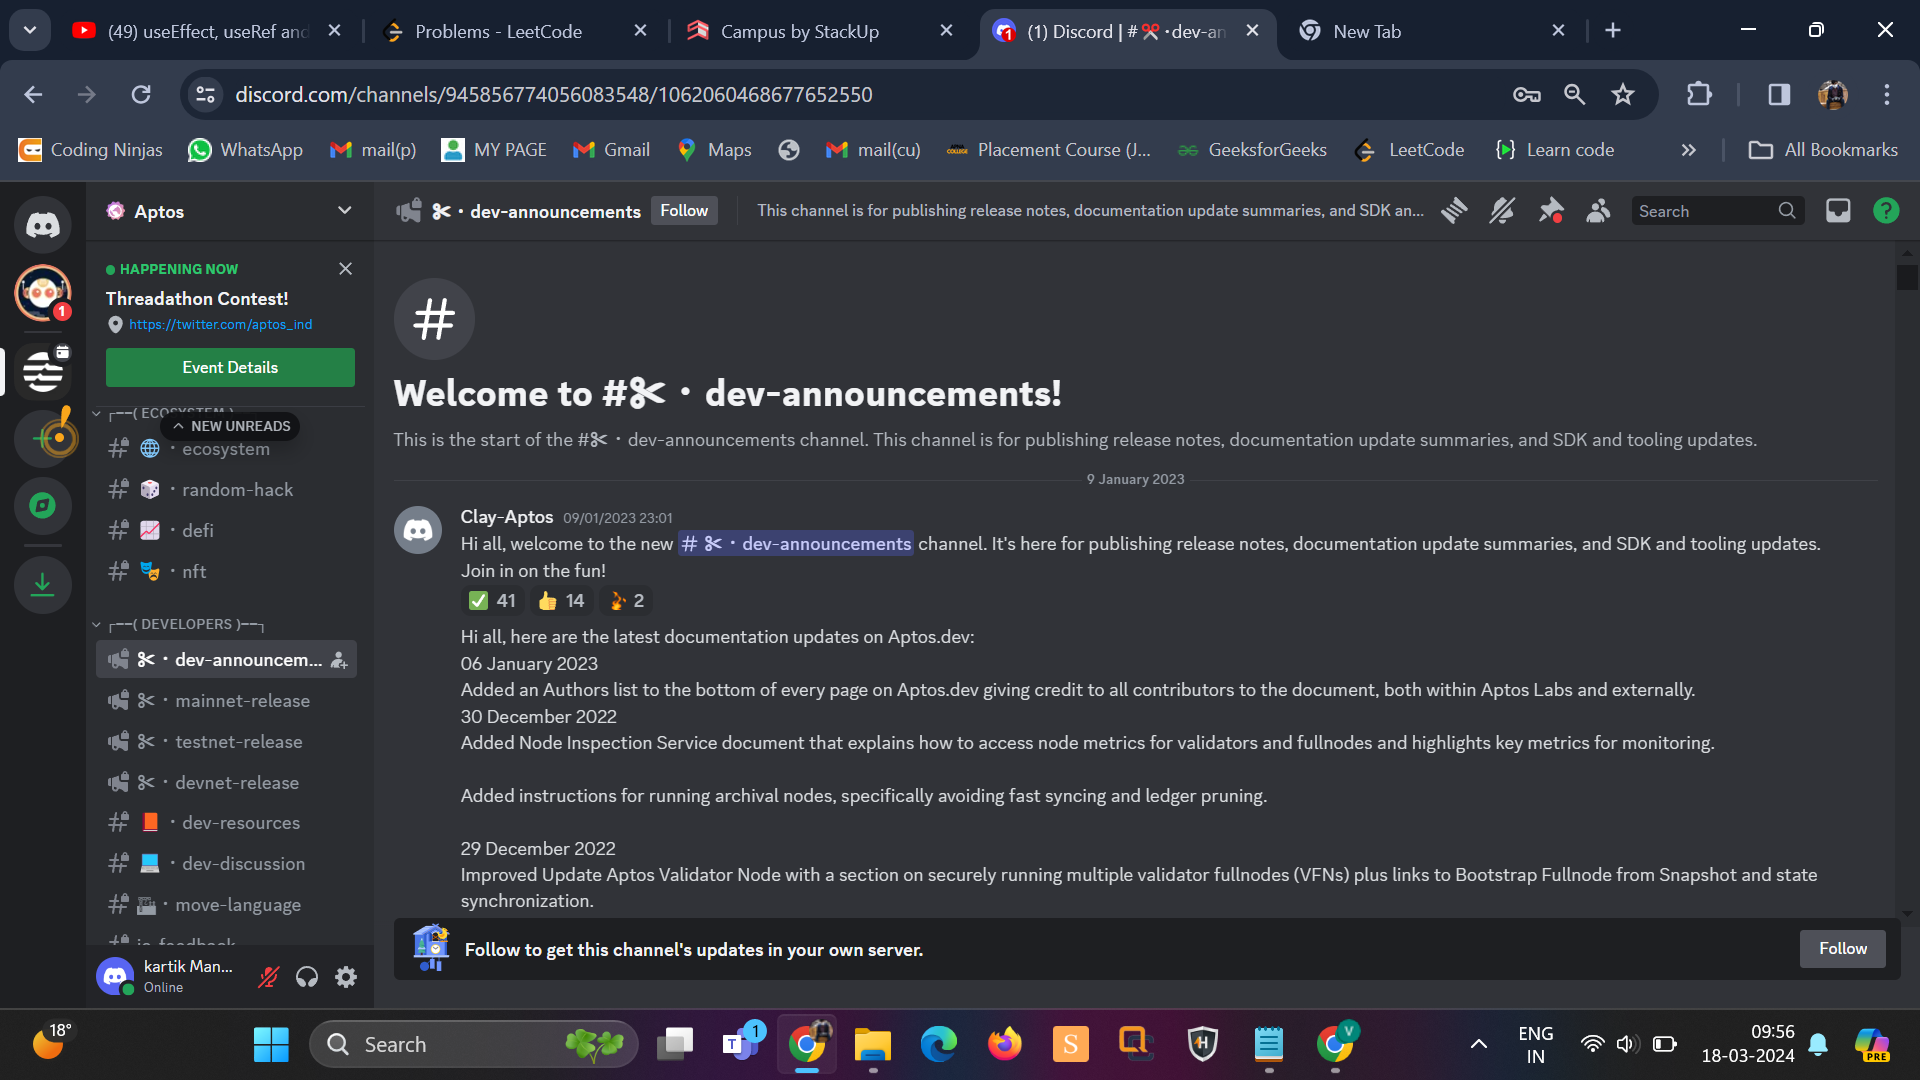 (49) useEffect, useRef and
Problems - LeetCode
Campus by StackUp
(1) Discord | #✂️・dev-an
New Tab
discord.com/channels/945856774056083548/1062060468677652550
Coding Ninjas
WhatsApp
mail(p)
MY PAGE
Gmail
Maps
mail(cu)
Placement Course (J...
GeeksforGeeks
LeetCode
Learn code
»
All Bookmarks
Aptos
✂・dev-announcements
Follow
This channel is for publishing release notes, documentation update summaries, and SDK an...
Search
HAPPENING NOW
Threadathon Contest!
https://twitter.com/aptos_ind
Event Details
NEW UNREADS
・ecosystem
・random-hack
・defi
・nft
┌──( DEVELOPERS )──┐
✂・dev-announcem...
✂・mainnet-release
✂・testnet-release
✂・devnet-release
・dev-resources
・dev-discussion
・move-language
1
kartik Man...
Online
Welcome to #✂・dev-announcements!
This is the start of the #✂・dev-announcements channel. This channel is for publishing release notes, documentation update summaries, and SDK and tooling updates.
9 January 2023
Clay-Aptos 09/01/2023 23:01
Hi all, welcome to the new # ✂・dev-announcements channel. It's here for publishing release notes, documentation update summaries, and SDK and tooling updates.
Join in on the fun!
✅ 41 👍 14 2
Hi all, here are the latest documentation updates on Aptos.dev:
06 January 2023
Added an Authors list to the bottom of every page on Aptos.dev giving credit to all contributors to the document, both within Aptos Labs and externally.
30 December 2022
Added Node Inspection Service document that explains how to access node metrics for validators and fullnodes and highlights key metrics for monitoring.
Added instructions for running archival nodes, specifically avoiding fast syncing and ledger pruning.
29 December 2022
Improved Update Aptos Validator Node with a section on securely running multiple validator fullnodes (VFNs) plus links to Bootstrap Fullnode from Snapshot and state
synchronization.
Follow to get this channel's updates in your own server.
Follow
18°
Search
1
V
ENG
IN
09:56
18-03-2024
PRE